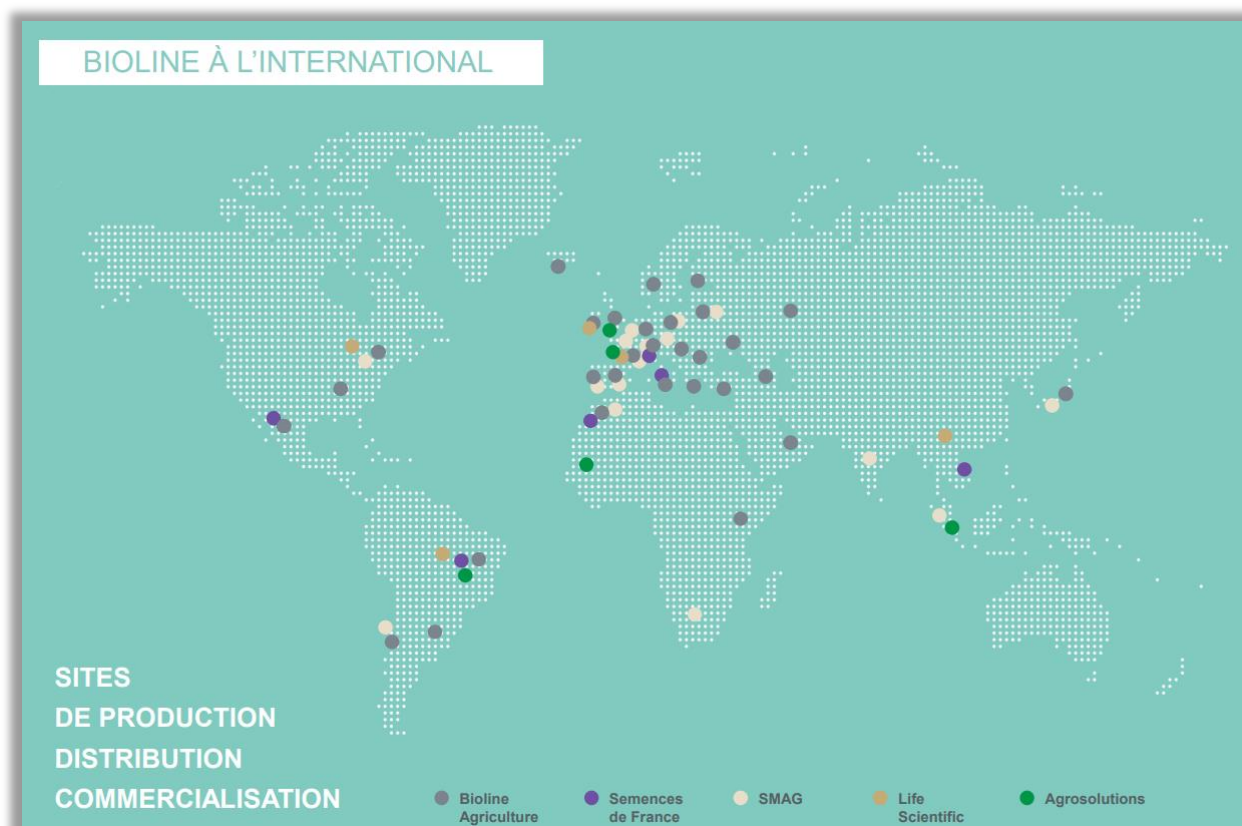 BIOLINE À L'INTERNATIONAL
SITES
DE PRODUCTION
DISTRIBUTION
COMMERCIALISATION
Bioline
Agriculture
Semences
de France
SMAG
Life
Scientific
Agrosolutions